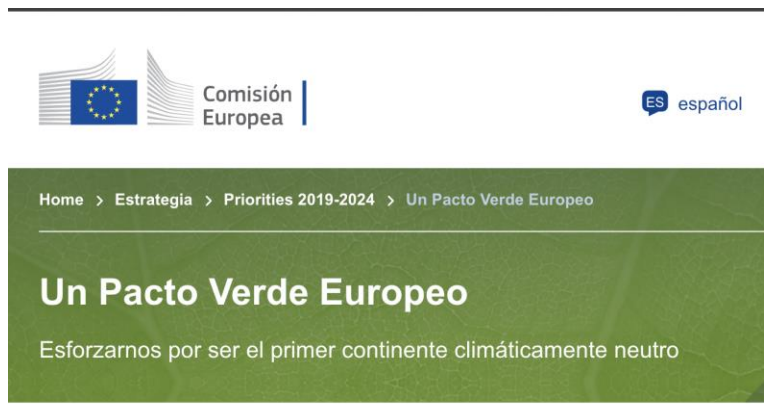 Comisión
Europea
ES español
Home > Estrategia > Priorities 2019-2024 > Un Pacto Verde Europeo
Un Pacto Verde Europeo
Esforzarnos por ser el primer continente climáticamente neutro